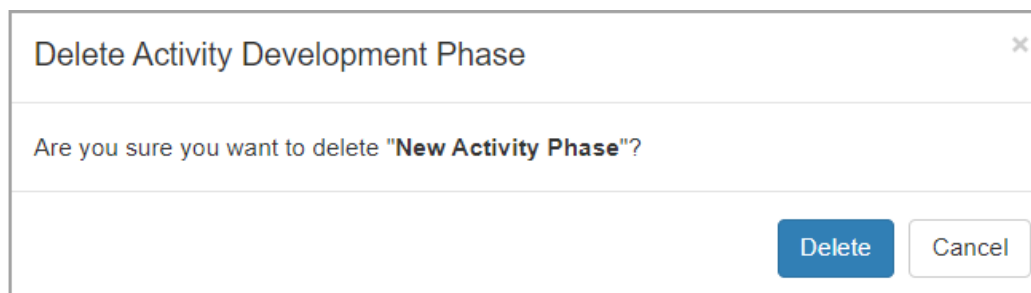 Delete Activity Development Phase
×
Are you sure you want to delete "New Activity Phase"?
Delete Cancel